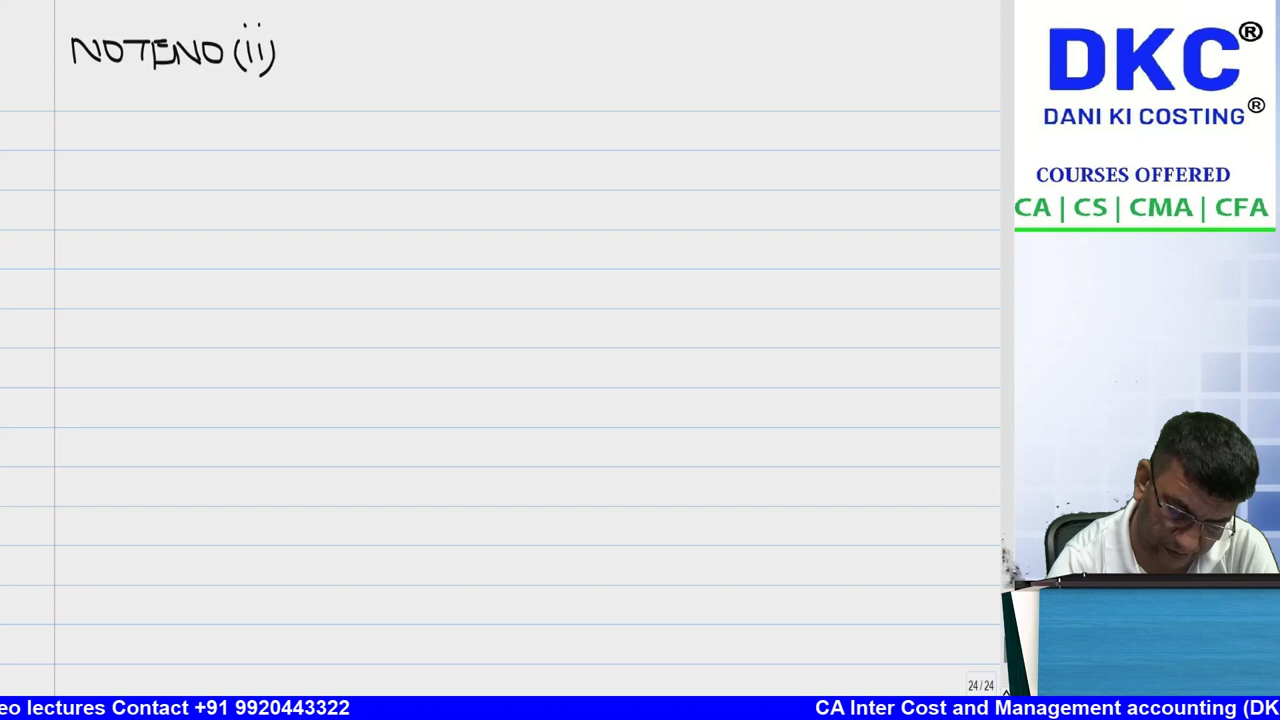 NOTENO (ii)
DKC®
DANI KI COSTING®
COURSES OFFERED
CA | CS | CMA | CFA
24 / 24
eo lectures Contact +91 9920443322
CA Inter Cost and Management accounting (DK